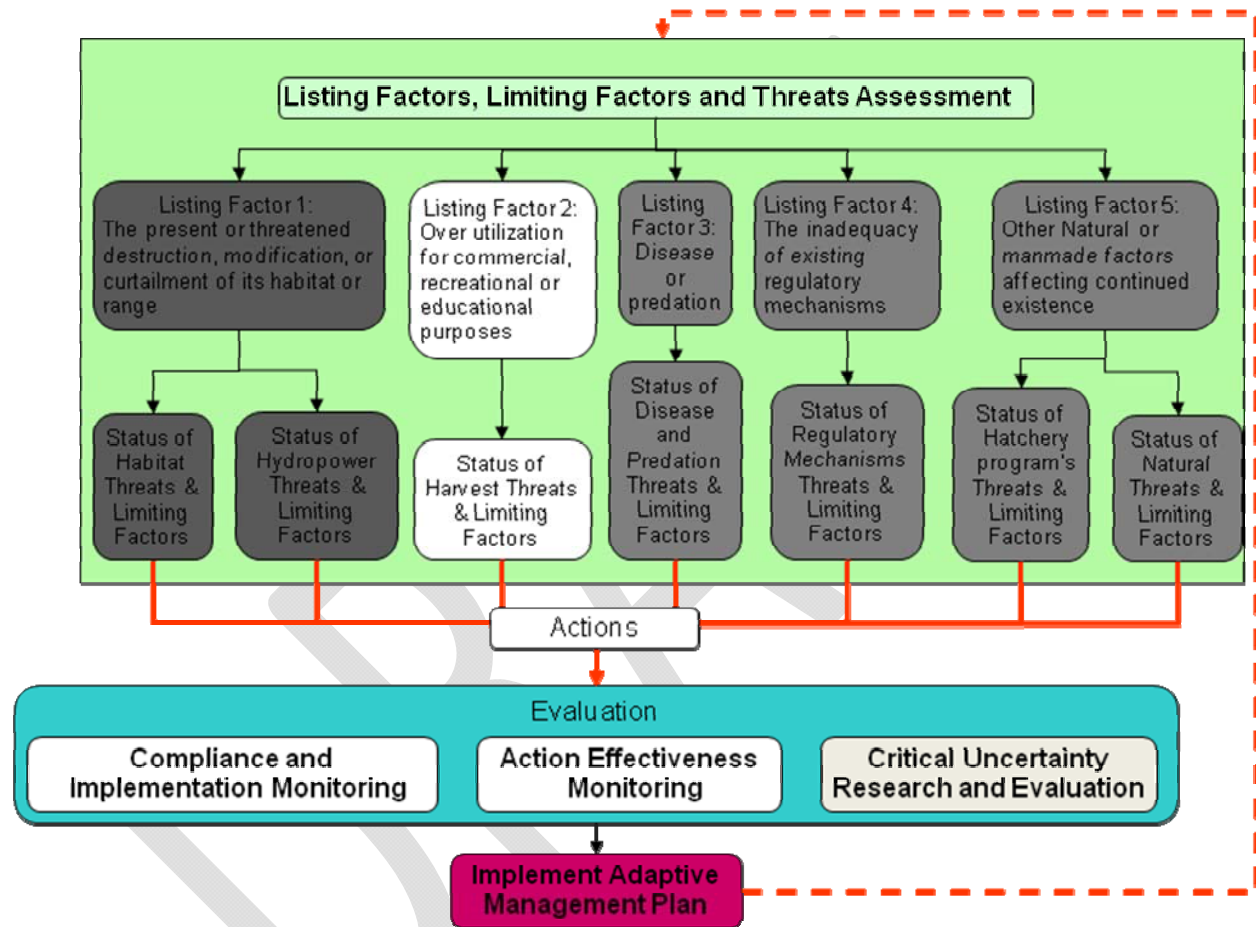 Listing Factors, Limiting Factors and Threats Assessment
Listing Factor 1:
The present or threatened
destruction, modification, or
curtailment of its habitat or
range
Listing Factor 2:
Over utilization
for commercial,
recreational or
educational
purposes
Listing
Factor 3:
Disease
or
predation
Listing Factor 4:
The inadequacy
of existing
regulatory
mechanisms
Listing Factor 5:
Other Natural or
manmade factors
affecting continued
existence
Status of
Habitat
Threats &
Limiting
Factors
Status of
Hydropower
Threats &
Limiting
Factors
Status of
Harvest Threats
& Limiting
Factors
Status of
Disease
and
Predation
Threats &
Limiting
Factors
Status of
Regulatory
Mechanisms
Threats &
Limiting
Factors
Status of
Hatchery
program's
Threats &
Limiting
Factors
Status of
Natural
Threats &
Limiting
Factors
Actions
Evaluation
Compliance and
Implementation Monitoring
Action Effectiveness
Monitoring
Critical Uncertainty
Research and Evaluation
Implement Adaptive
Management Plan